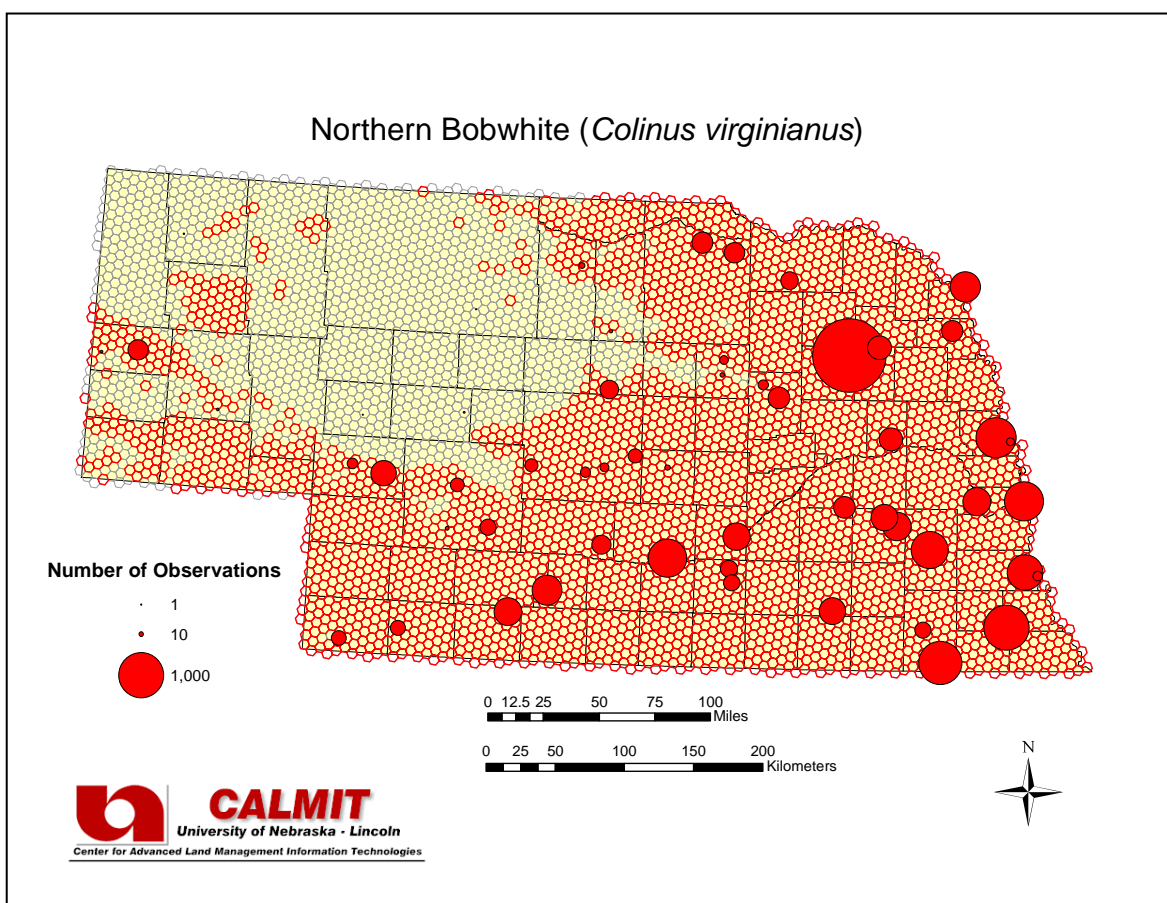 Northern Bobwhite (Colinus virginianus)
Number of Observations
1
10
1,000
0 12.5 25 50 75 100
Miles
0 25 50 100 150 200
Kilometers
N
CALMIT
University of Nebraska - Lincoln
Center for Advanced Land Management Information Technologies